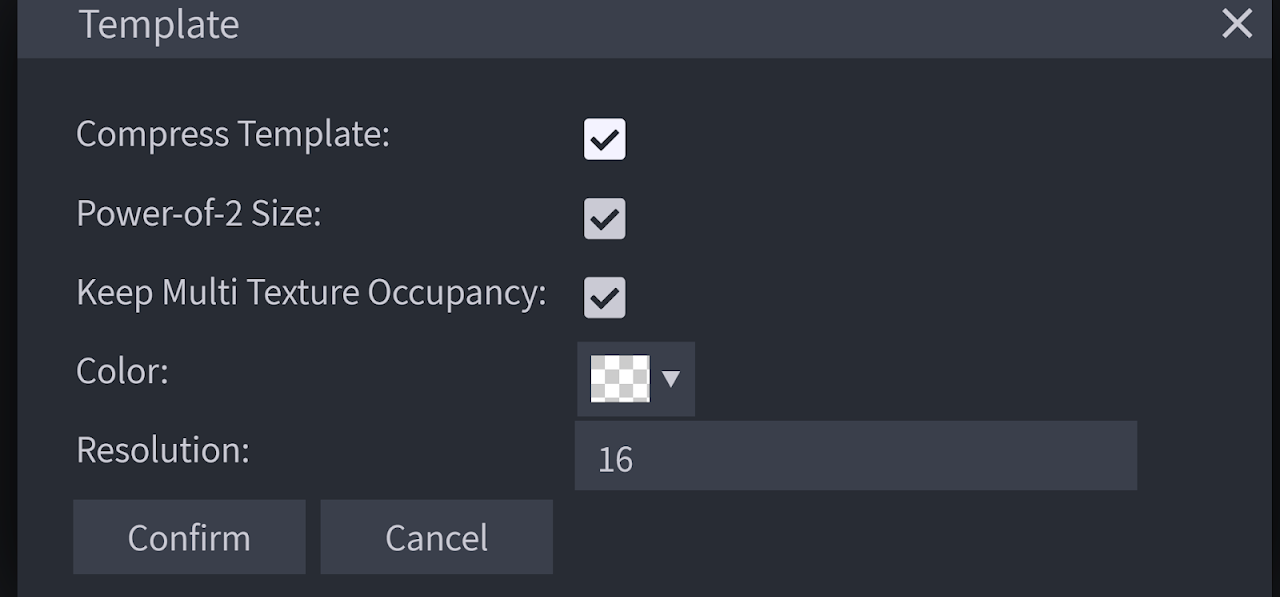 Template
Compress Template:
Power-of-2 Size:
Keep Multi Texture Occupancy:
Color:
Resolution:
16
Confirm
Cancel